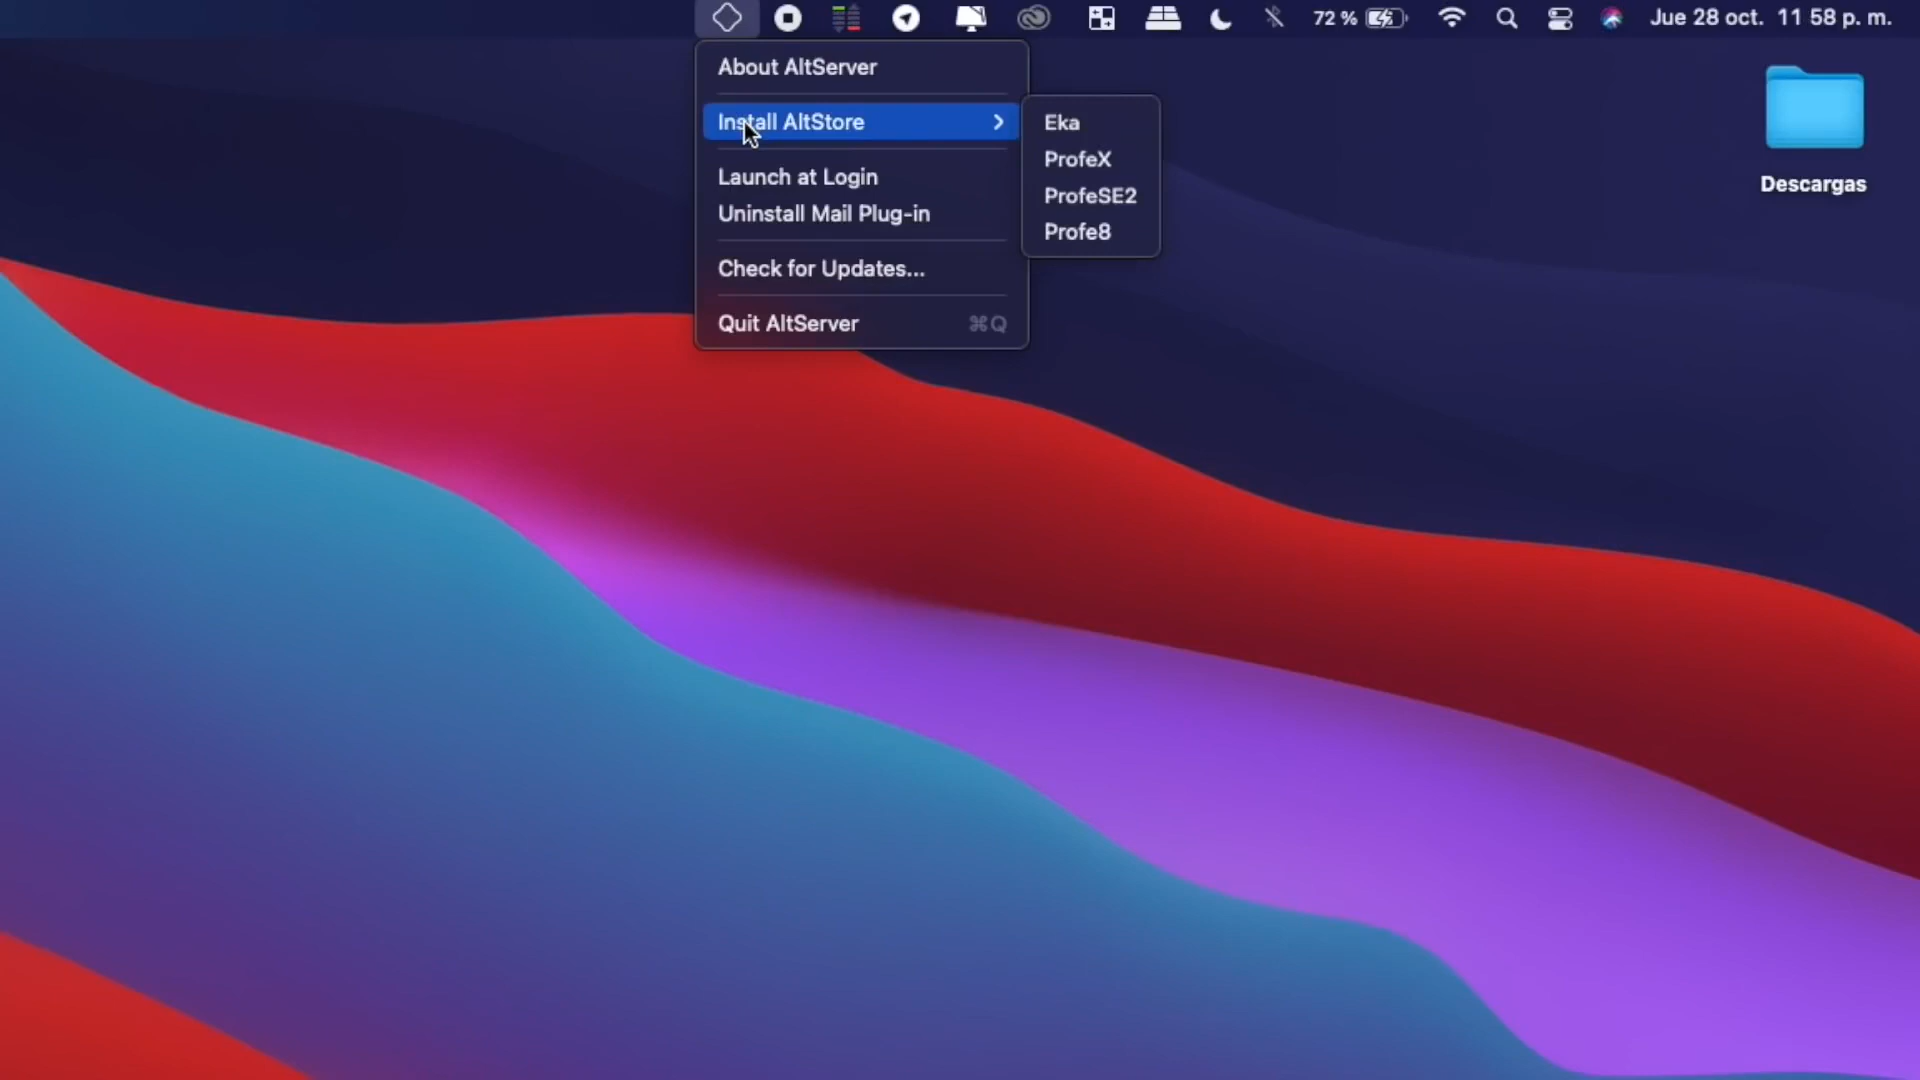 72 %
Jue 28 oct. 11 58 p. m.
About AltServer
Install AltStore
Launch at Login
Uninstall Mail Plug-in
Check for Updates...
Quit AltServer ⌘Q
Eka
ProfeX
ProfeSE2
Profe8
Descargas